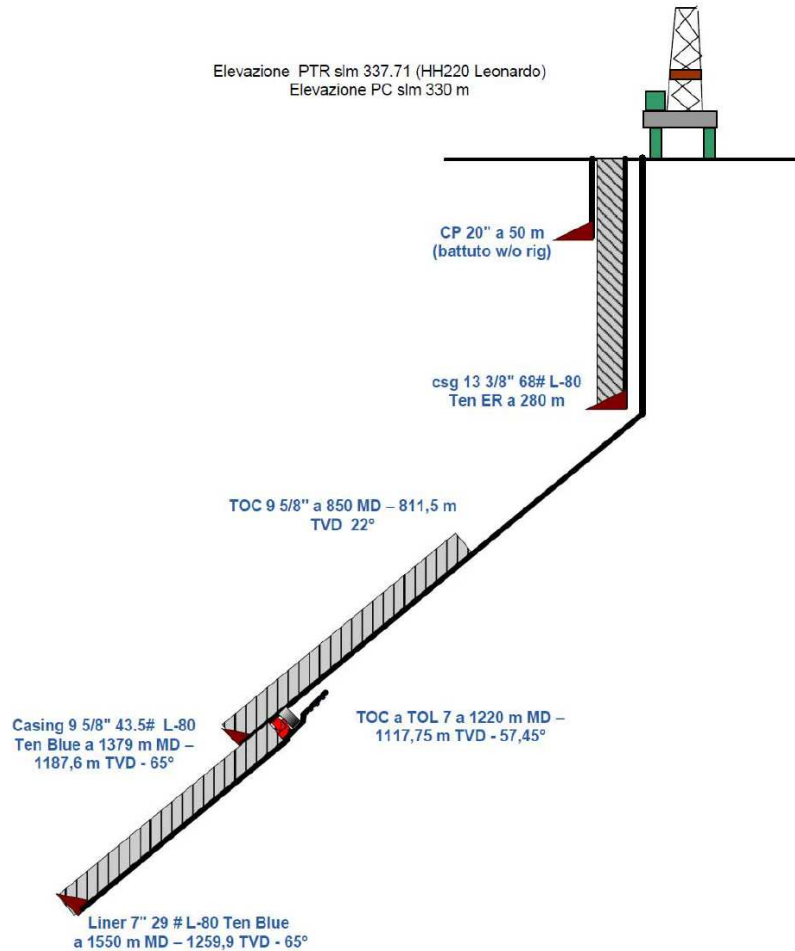 Elevazione PTR slm 337.71 (HH220 Leonardo)
Elevazione PC slm 330 m
CP 20" a 50 m
(battuto w/o rig)
csg 13 3/8" 68# L-80
Ten ER a 280 m
TOC 9 5/8" a 850 MD – 811,5 m
TVD 22°
Casing 9 5/8" 43.5# L-80
Ten Blue a 1379 m MD –
1187,6 m TVD - 65°
TOC a TOL 7 a 1220 m MD –
1117,75 m TVD - 57,45°
Liner 7" 29 # L-80 Ten Blue
a 1550 m MD – 1259,9 TVD - 65°